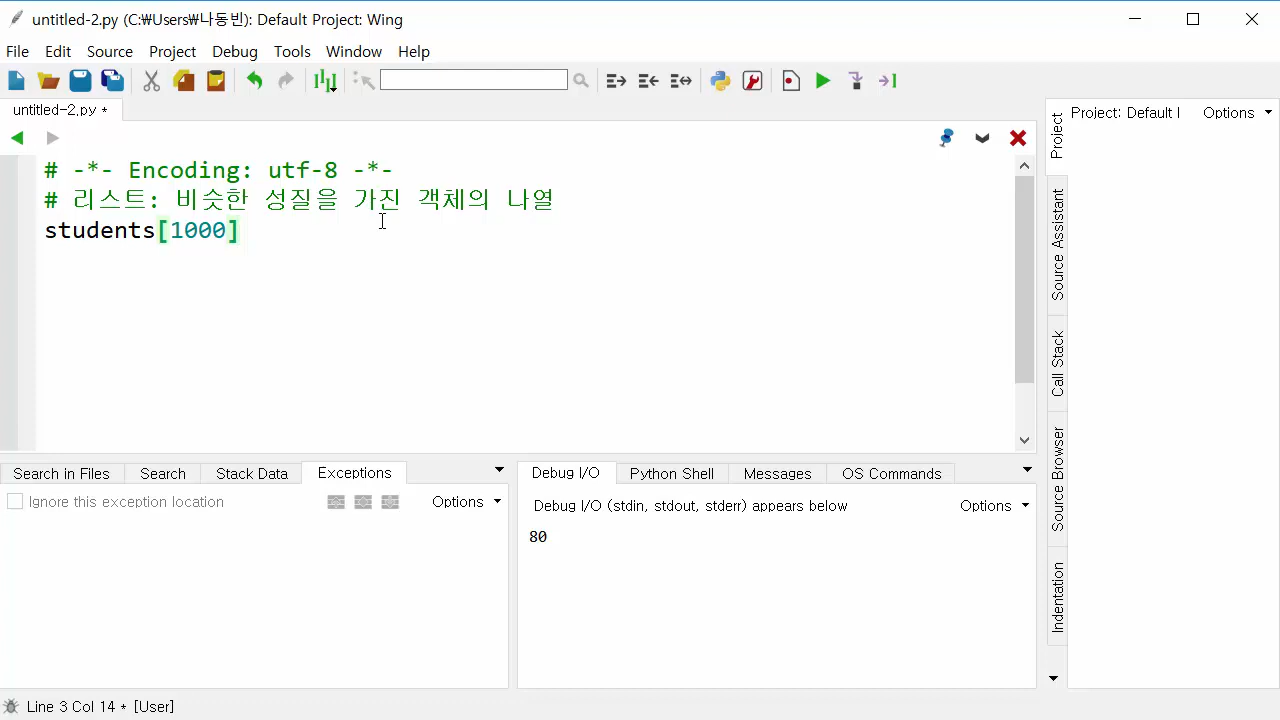 untitled-2.py (C:₩Users₩나동빈): Default Project: Wing
File Edit Source Project Debug Tools Window Help
untitled-2.py *
# -*- Encoding: utf-8 -*-
# 리스트: 비슷한 성질을 가진 객체의 나열
students[1000]
Project: Default I
Options
Project
Source Assistant
Call Stack
Source Browser
Indentation
Search in Files Search Stack Data Exceptions
Ignore this exception location
Options
Debug I/O Python Shell Messages OS Commands
Debug I/O (stdin, stdout, stderr) appears below
Options
80
Line 3 Col 14 * [User]